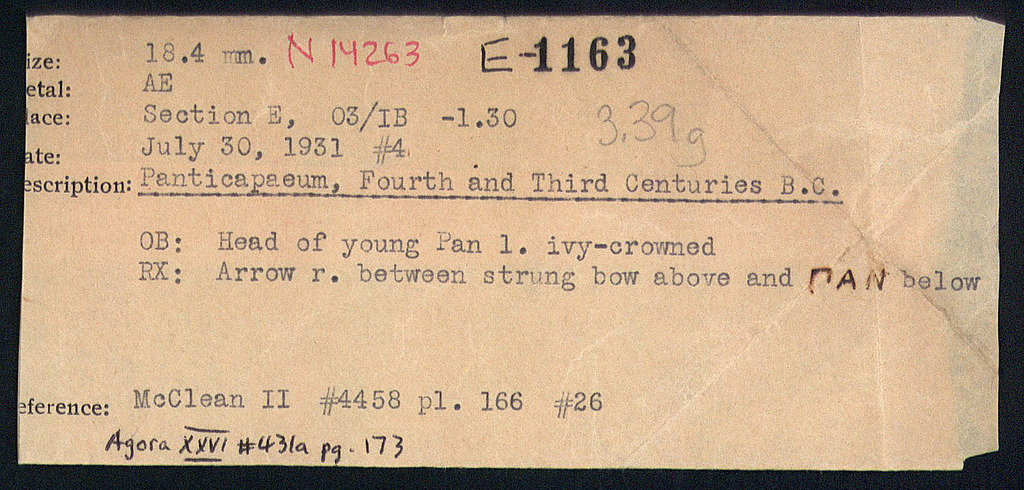 ize: 18.4 mm. N 14263 E-1163
etal: AE
lace: Section E, 03/IB -1.30
3.39g
ate: July 30, 1931 #4
escription: Panticapaeum, Fourth and Third Centuries B.C.
OB: Head of young Pan l. ivy-crowned
RX: Arrow r. between strung bow above and ΠΑΝ below
eference: McClean II #4458 pl. 166 #26
Agora XXVI #431a pg. 173